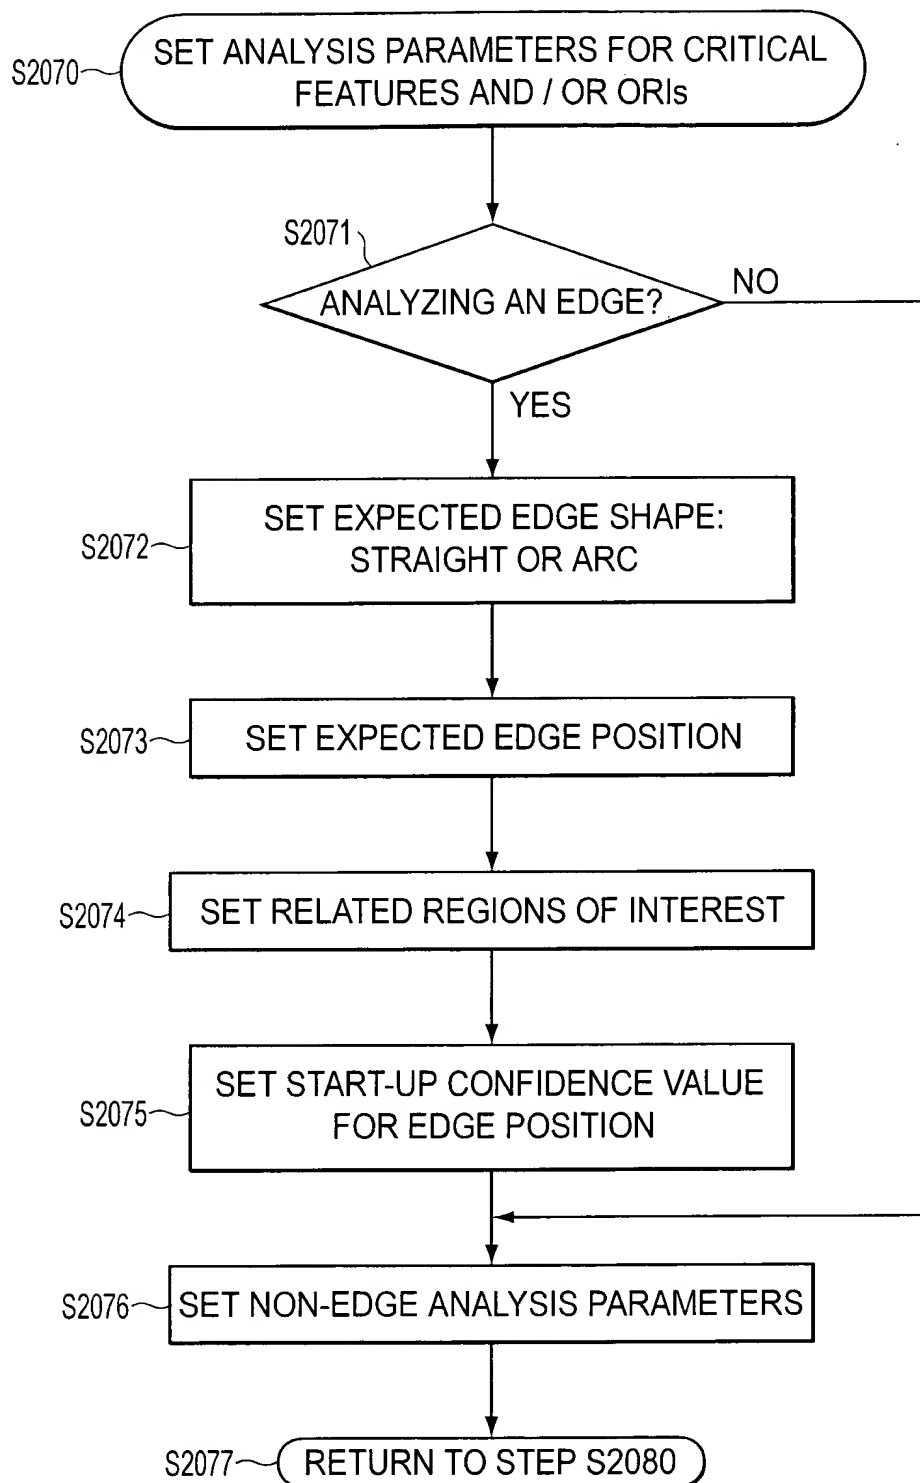 S2070
SET ANALYSIS PARAMETERS FOR CRITICAL
FEATURES AND / OR ORIs
S2071
ANALYZING AN EDGE?
NO
YES
S2072
SET EXPECTED EDGE SHAPE:
STRAIGHT OR ARC
S2073
SET EXPECTED EDGE POSITION
S2074
SET RELATED REGIONS OF INTEREST
S2075
SET START-UP CONFIDENCE VALUE
FOR EDGE POSITION
S2076
SET NON-EDGE ANALYSIS PARAMETERS
S2077
RETURN TO STEP S2080